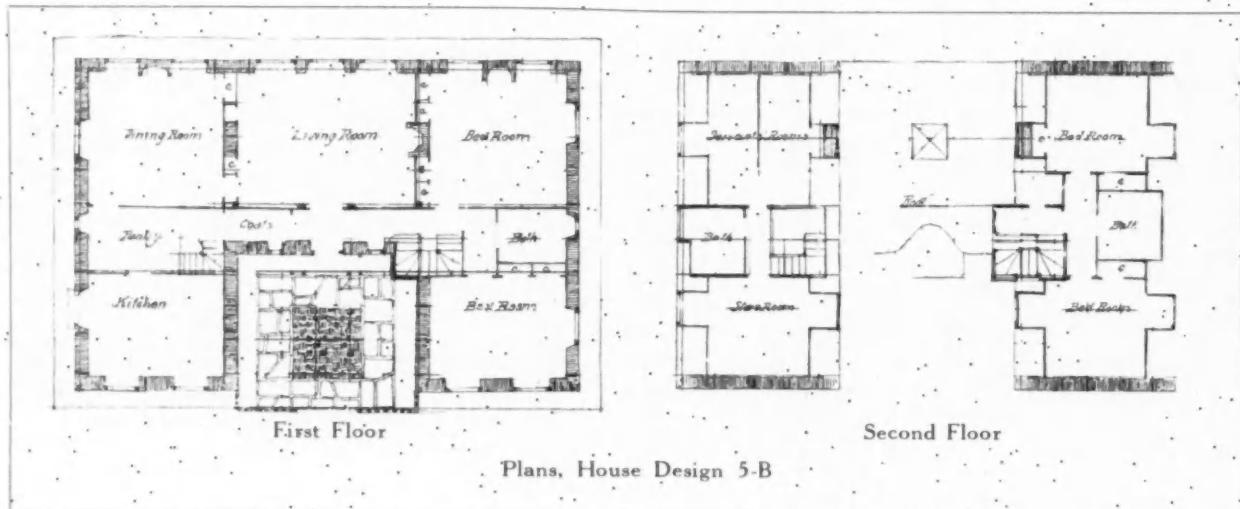 Dining Room
Living Room
Bed Room
Pantry
Coats
Bath
Kitchen
Bed Room
First Floor
Servants Rooms
Bed Room
Roof
Bath
Bath
Store Room
Bed Room
Second Floor
Plans, House Design 5-B